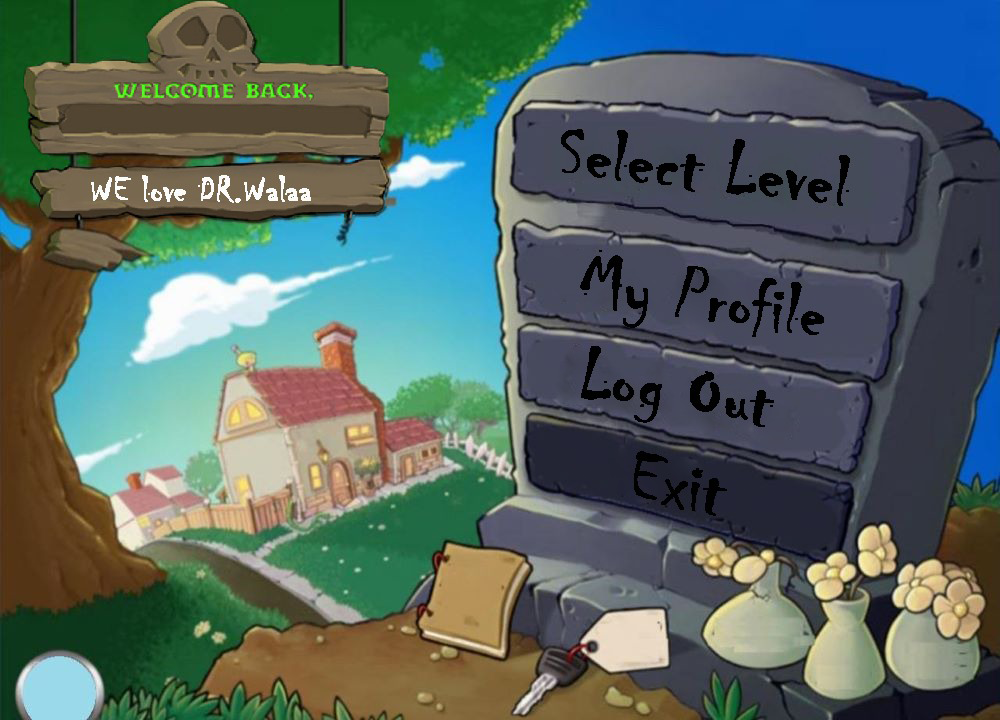 WELCOME BACK,
WE love DR.Walaa
Select Level
My Profile
Log Out
Exit